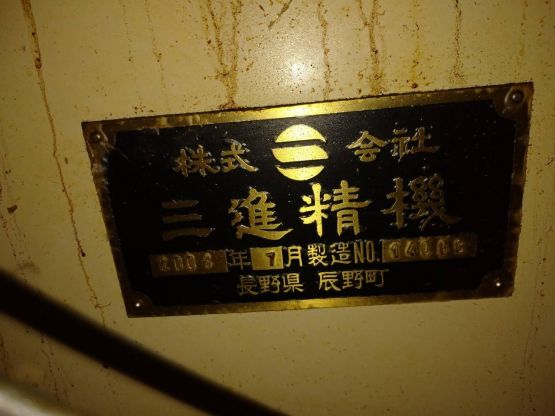 株式 会社
三進精機
年 7月製造NO.
長野県 辰野町